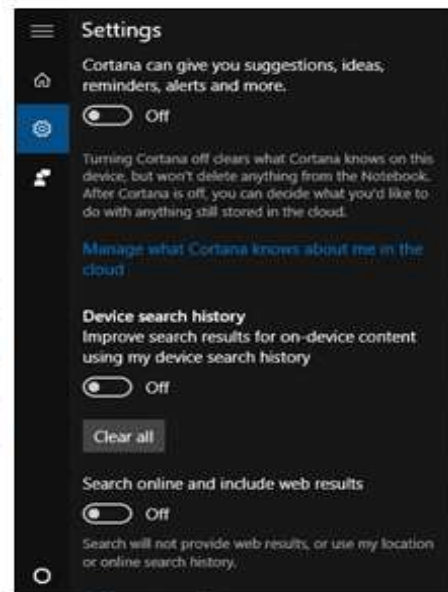 Settings
Cortana can give you suggestions, ideas,
reminders, alerts and more.
Off
Turning Cortana off clears what Cortana knows on this
device, but won't delete anything from the Notebook.
After Cortana is off, you can decide what you'd like to
do with anything still stored in the cloud.
Manage what Cortana knows about me in the
cloud
Device search history
Improve search results for on-device content
using my device search history
Off
Clear all
Search online and include web results
Off
Search will not provide web results, or use my location
or online search history.